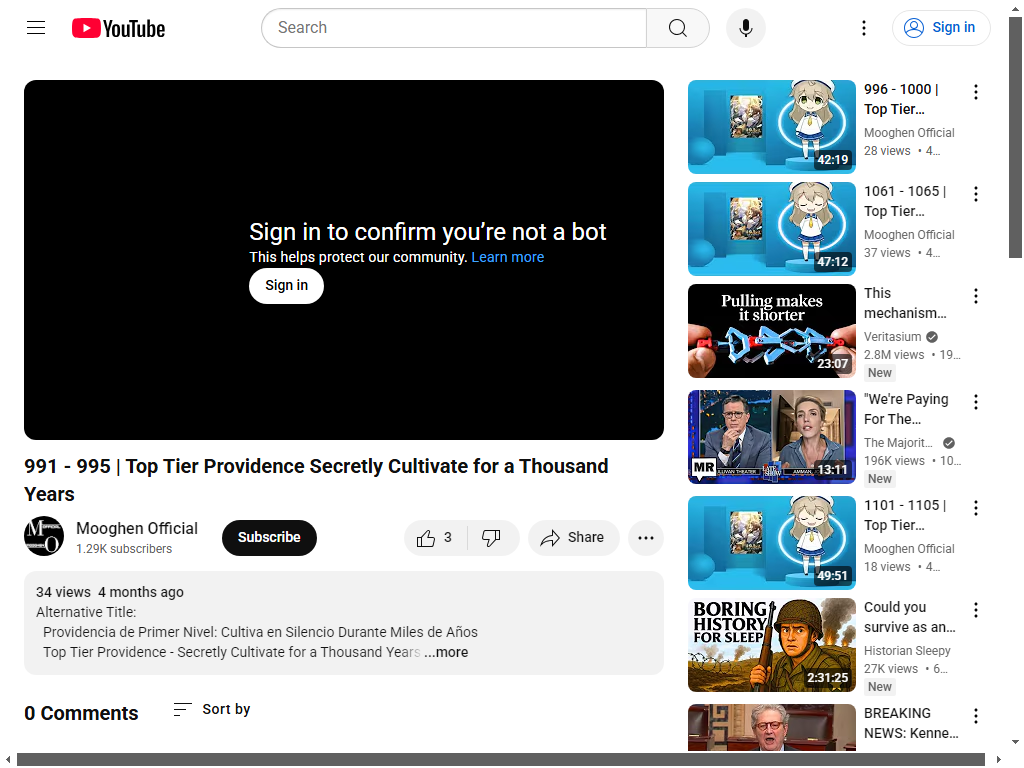 YouTube
Search
Sign in
Sign in to confirm you’re not a bot
This helps protect our community. Learn more
Sign in
991 - 995 | Top Tier Providence Secretly Cultivate for a Thousand
Years
Mooghen Official
1.29K subscribers
Subscribe
3
Share
34 views 4 months ago
Alternative Title:
Providencia de Primer Nivel: Cultiva en Silencio Durante Miles de Años
Top Tier Providence - Secretly Cultivate for a Thousand Years ...more
0 Comments
Sort by
42:19
996 - 1000 |
Top Tier…
Mooghen Official
28 views • 4…
47:12
1061 - 1065 |
Top Tier…
Mooghen Official
37 views • 4…
Pulling makes
it shorter
23:07
This
mechanism…
Veritasium
2.8M views • 19…
New
MR
LATE SHOW
AMMAN,
13:11
"We're Paying
For The…
The Majorit…
196K views • 10…
New
49:51
1101 - 1105 |
Top Tier…
Mooghen Official
18 views • 4…
BORING
HISTORY
FOR SLEEP
2:31:25
Could you
survive as an…
Historian Sleepy
27K views • 6…
New
BREAKING
NEWS: Kenne…